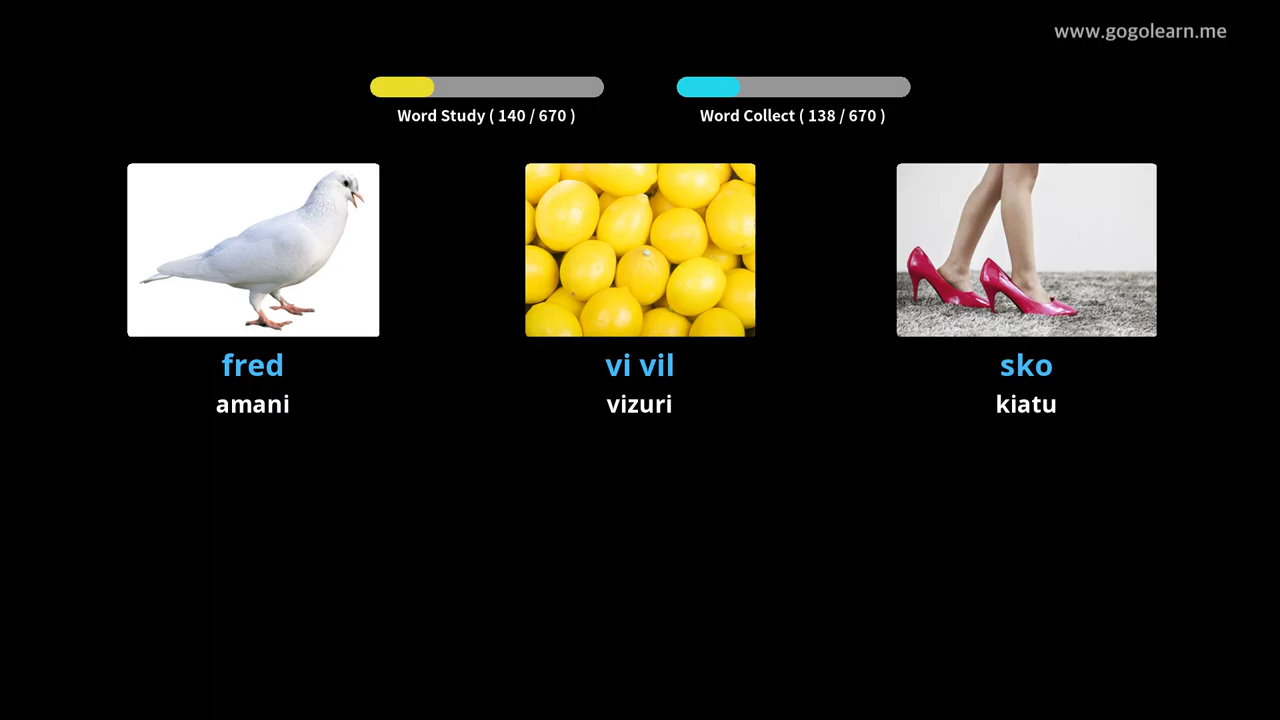 www.gogolearn.me
Word Study ( 140 / 670 )
Word Collect ( 138 / 670 )
fred
vi vil
sko
amani
vizuri
kiatu